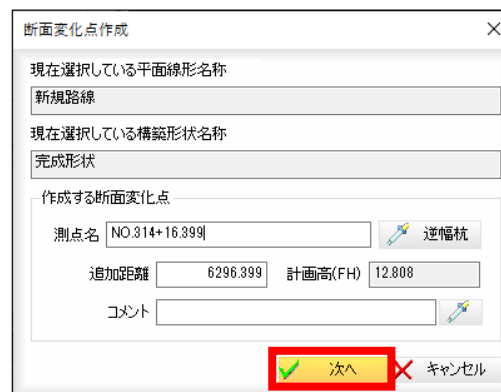 断面変化点作成
現在選択している平面線形名称
新規路線
現在選択している構築形状名称
完成形状
作成する断面変化点
測点名 NO.314+16.399 逆幅杭
追加距離 6296.399 計画高(FH) 12.808
コメント
次へ キャンセル